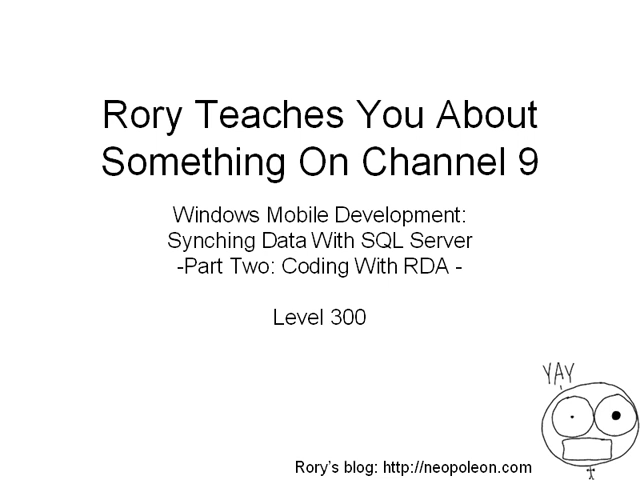 Rory Teaches You About
Something On Channel 9
Windows Mobile Development:
Synching Data With SQL Server
-Part Two: Coding With RDA -
Level 300
YAY
Rory's blog: http://neopoleon.com